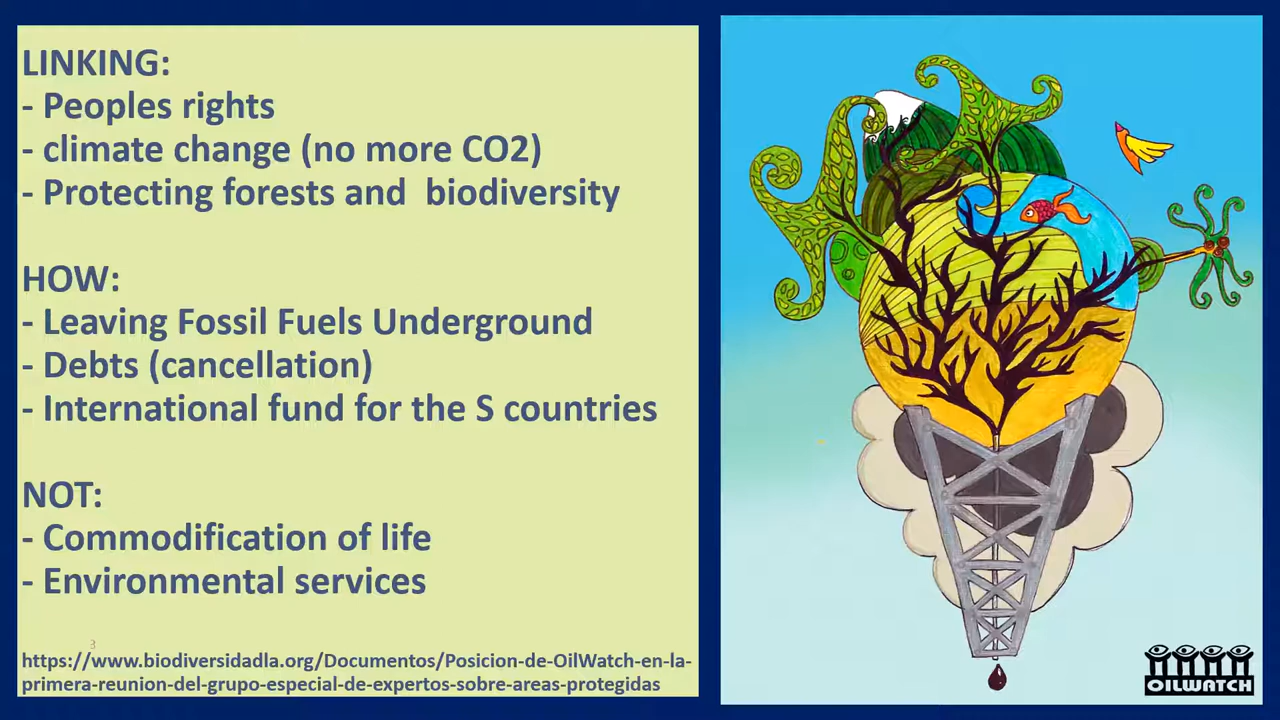 LINKING:
- Peoples rights
- climate change (no more CO2)
- Protecting forests and  biodiversity
HOW:
- Leaving Fossil Fuels Underground
- Debts (cancellation)
- International fund for the S countries
NOT:
- Commodification of life
- Environmental services
3
https://www.biodiversidadla.org/Documentos/Posicion-de-OilWatch-en-la-
primera-reunion-del-grupo-especial-de-expertos-sobre-areas-protegidas
OILWATCH